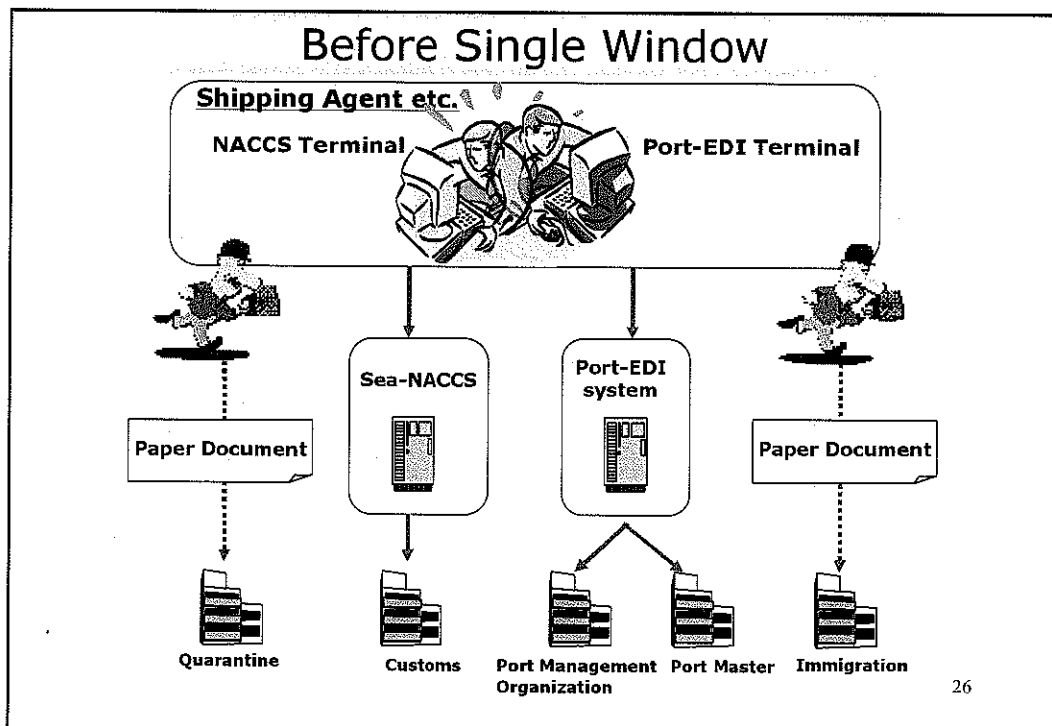 Before Single Window
Shipping Agent etc.
NACCS Terminal
Port-EDI Terminal
Sea-NACCS
Port-EDI
system
Paper Document
Paper Document
Quarantine
Customs
Port Management
Organization
Port Master
Immigration
26